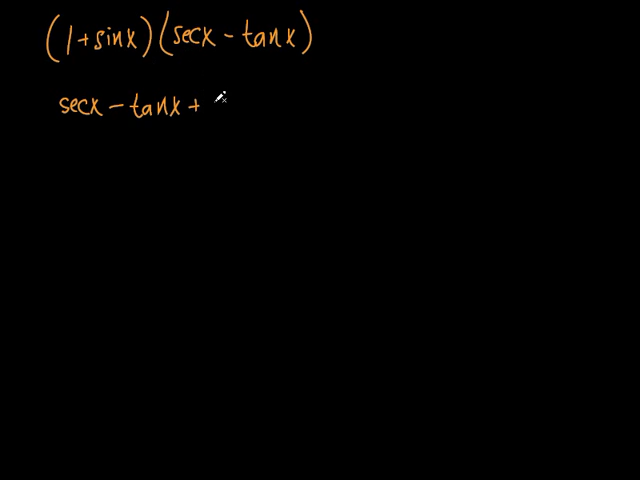 (1+sinx)(secx - tanx)
secx - tanx +